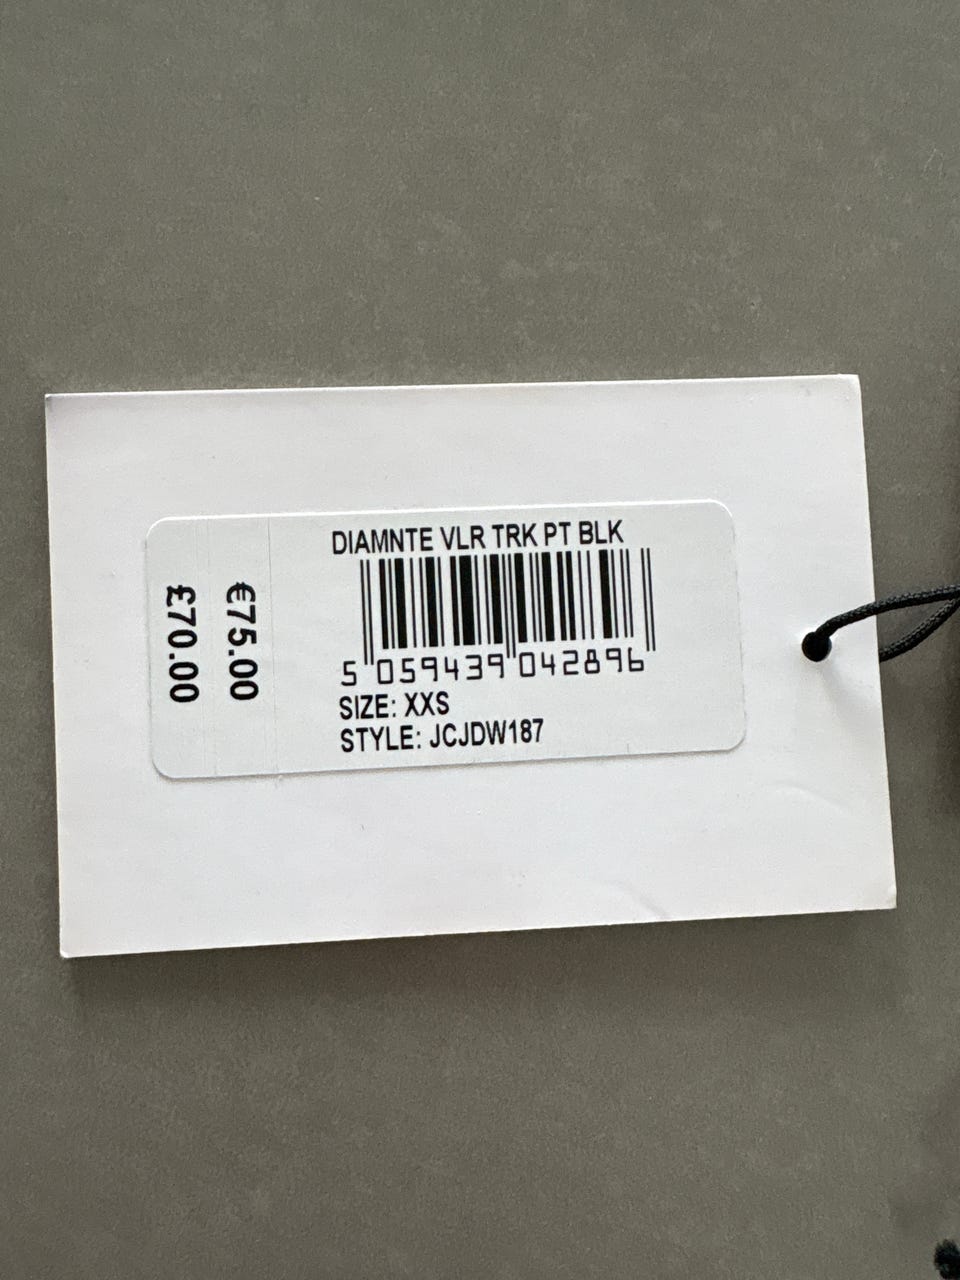 DIAMNTE VLR TRK PT BLK
5 059439 042896
SIZE: XXS
STYLE: JCJDW187
€75.00
£70.00